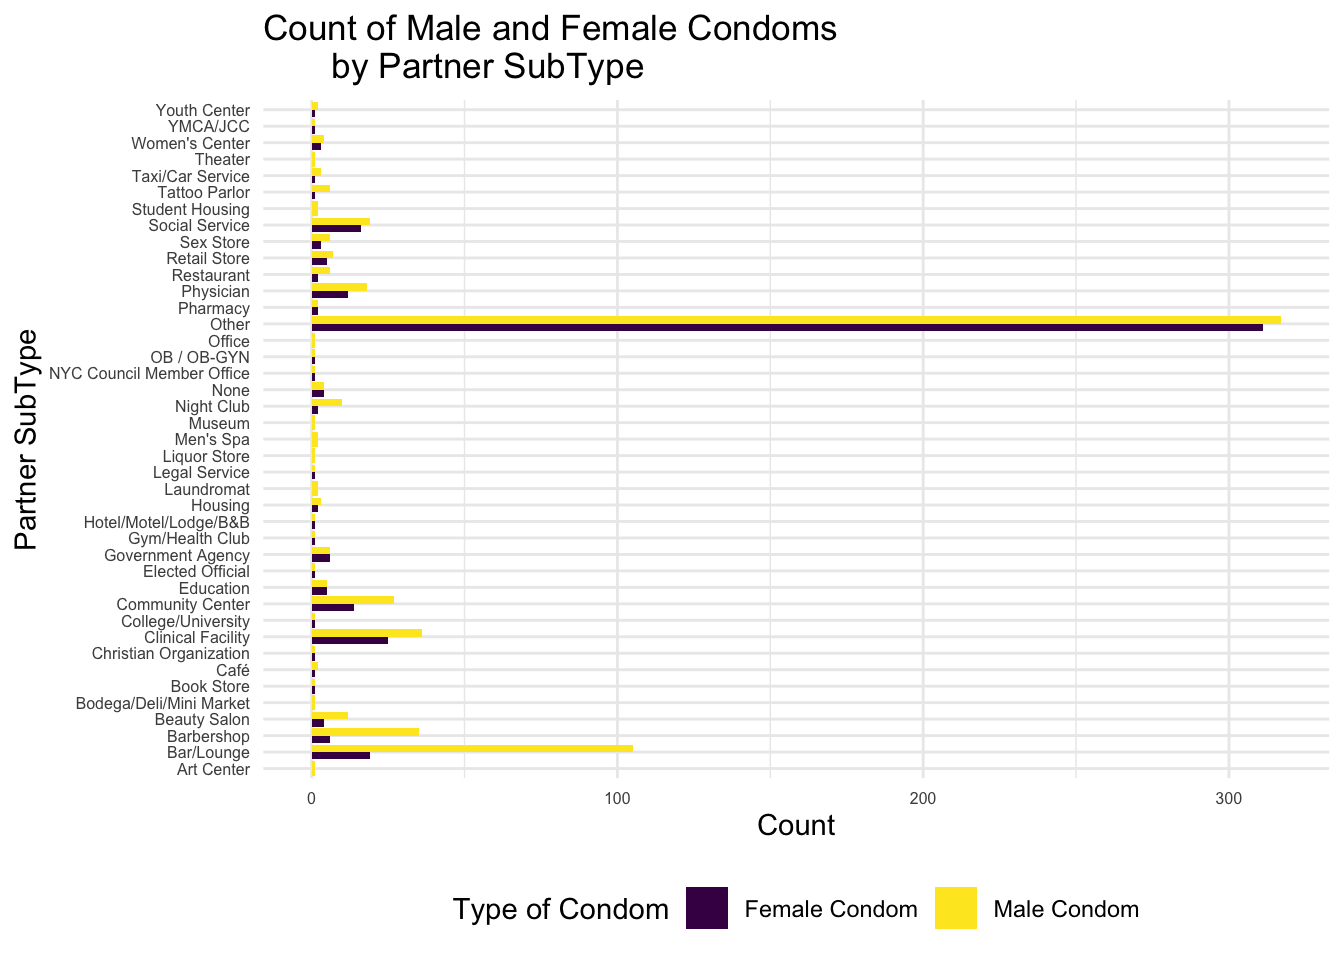 Count of Male and Female Condoms
by Partner SubType
Partner SubType
Youth Center
YMCA/JCC
Women's Center
Theater
Taxi/Car Service
Tattoo Parlor
Student Housing
Social Service
Sex Store
Retail Store
Restaurant
Physician
Pharmacy
Other
Office
OB / OB-GYN
NYC Council Member Office
None
Night Club
Museum
Men's Spa
Liquor Store
Legal Service
Laundromat
Housing
Hotel/Motel/Lodge/B&B
Gym/Health Club
Government Agency
Elected Official
Education
Community Center
College/University
Clinical Facility
Christian Organization
Café
Book Store
Bodega/Deli/Mini Market
Beauty Salon
Barbershop
Bar/Lounge
Art Center
0 100 200 300
Count
Type of Condom Female Condom Male Condom